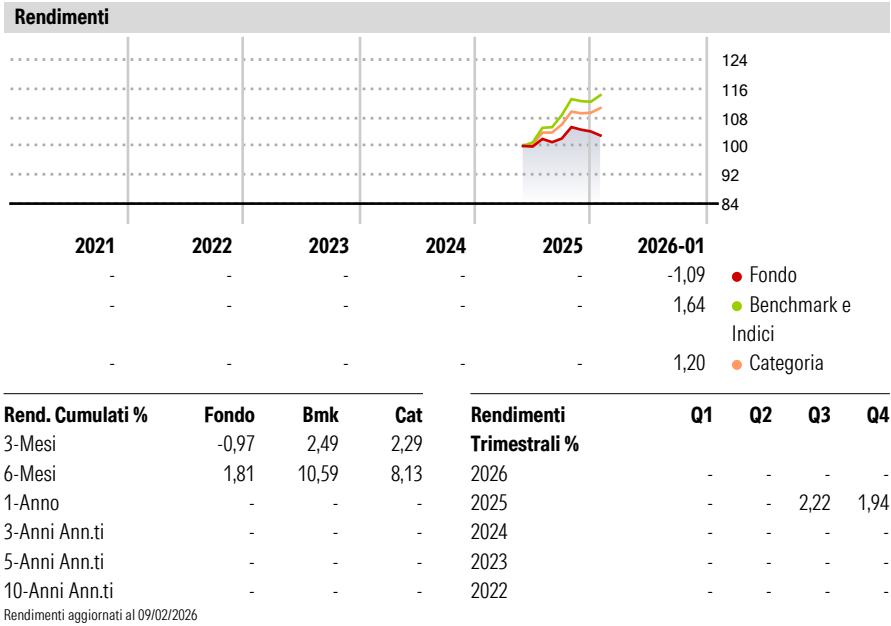 Rendimenti
124
116
108
100
92
84
2021 2022 2023 2024 2025 2026-01
- - - - - -1,09 Fondo
- - - - - 1,64 Benchmark e
Indici
- - - - - 1,20 Categoria
Rend. Cumulati % Fondo Bmk Cat
3-Mesi -0,97 2,49 2,29
6-Mesi 1,81 10,59 8,13
1-Anno - - -
3-Anni Ann.ti - - -
5-Anni Ann.ti - - -
10-Anni Ann.ti - - -
Rendimenti Q1 Q2 Q3 Q4
Trimestrali %
2026 - - - -
2025 - - 2,22 1,94
2024 - - - -
2023 - - - -
2022 - - - -
Rendimenti aggiornati al 09/02/2026